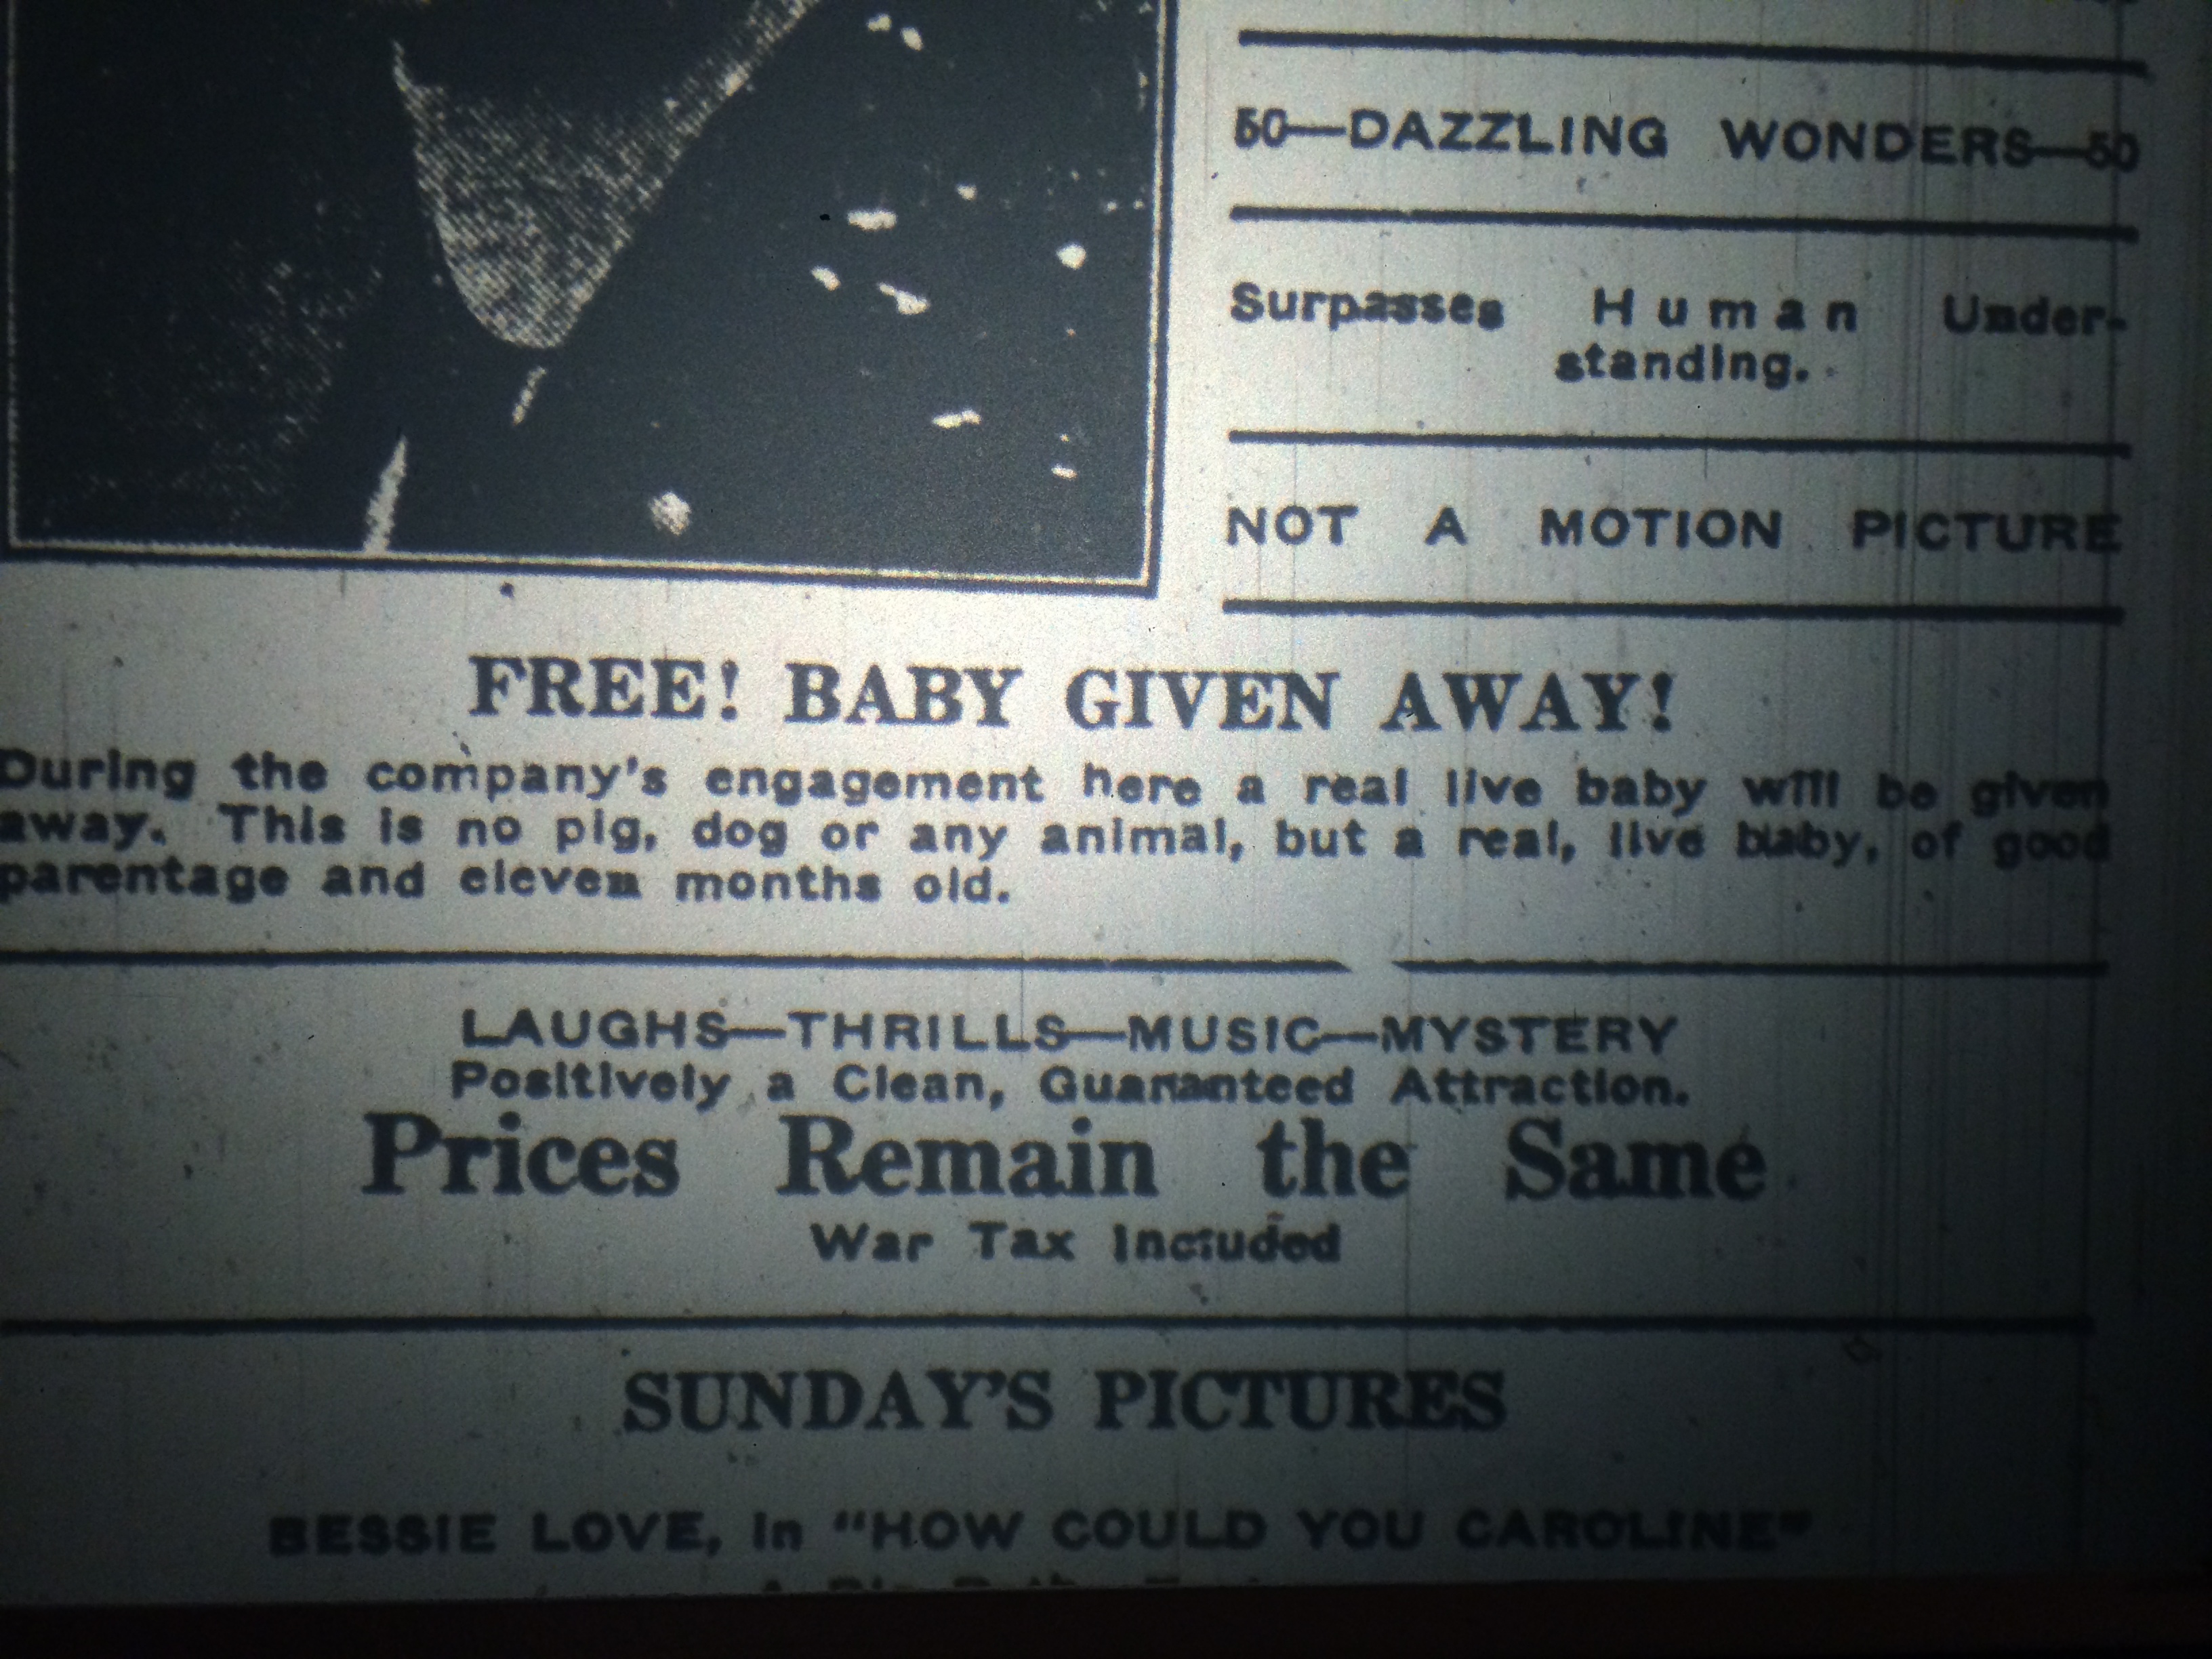 50—DAZZLING WONDERS—50
Surpasses Human Under-
standing.
NOT A MOTION PICTURE
FREE! BABY GIVEN AWAY!
During the company's engagement here a real live baby will be given
away. This is no pig, dog or any animal, but a real, live baby, of good
parentage and eleven months old.
LAUGHS—THRILLS—MUSIC—MYSTERY
Positively a Clean, Guaranteed Attraction.
Prices Remain the Same
War Tax Included
SUNDAY'S PICTURES
BESSIE LOVE, in "HOW COULD YOU CAROLINE"